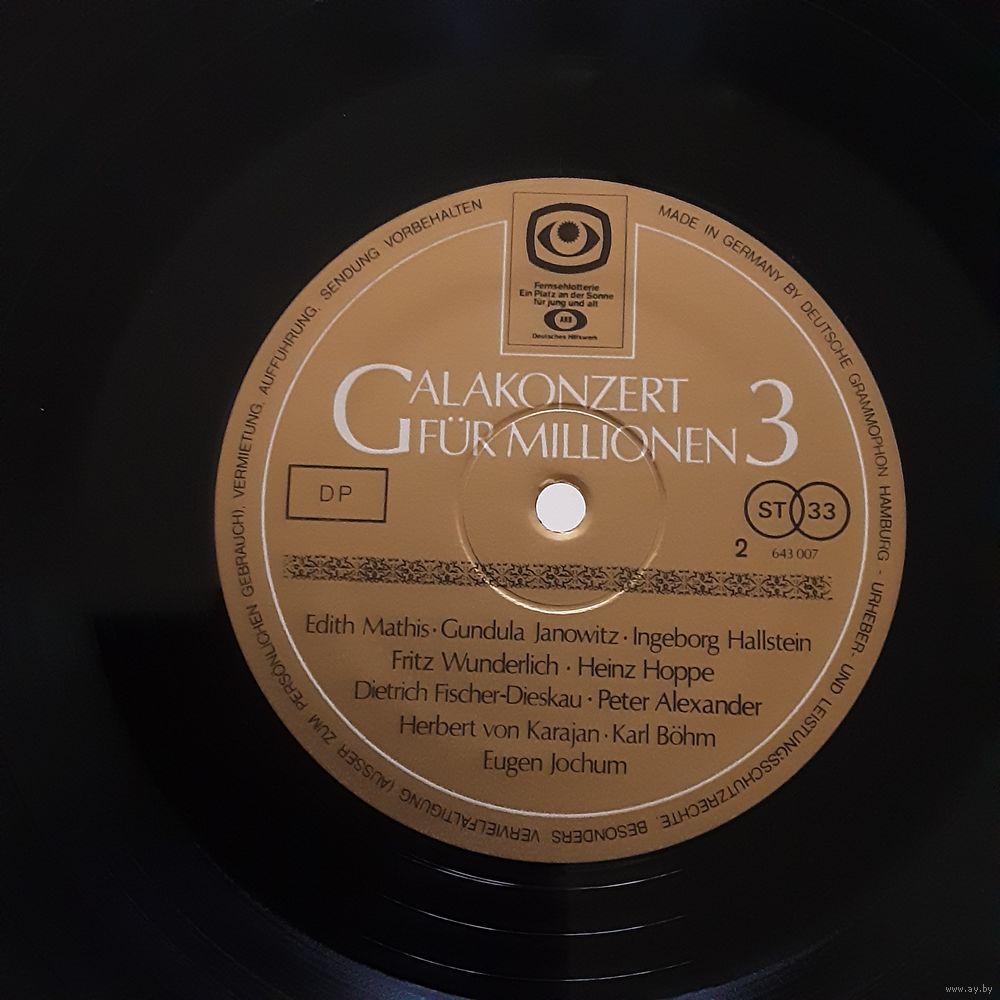 Fernsehlotterie
Ein Platz an der Sonne
für jung und alt
ARD
Deutsches Hilfswerk
GALAKONZERT
FÜR MILLIONEN 3
DP
ST 33
2 643 007
Edith Mathis · Gundula Janowitz · Ingeborg Hallstein
Fritz Wunderlich · Heinz Hoppe
Dietrich Fischer-Dieskau · Peter Alexander
Herbert von Karajan · Karl Böhm
Eugen Jochum
MADE IN GERMANY BY DEUTSCHE GRAMMOPHON HAMBURG - URHEBER- UND LEISTUNGSSCHUTZRECHTE, BESONDERS VERVIELFÄLTIGUNG (AUSSER ZUM PERSÖNLICHEN GEBRAUCH), VERMIETUNG, AUFFÜHRUNG, SENDUNG VORBEHALTEN
www.ay.by